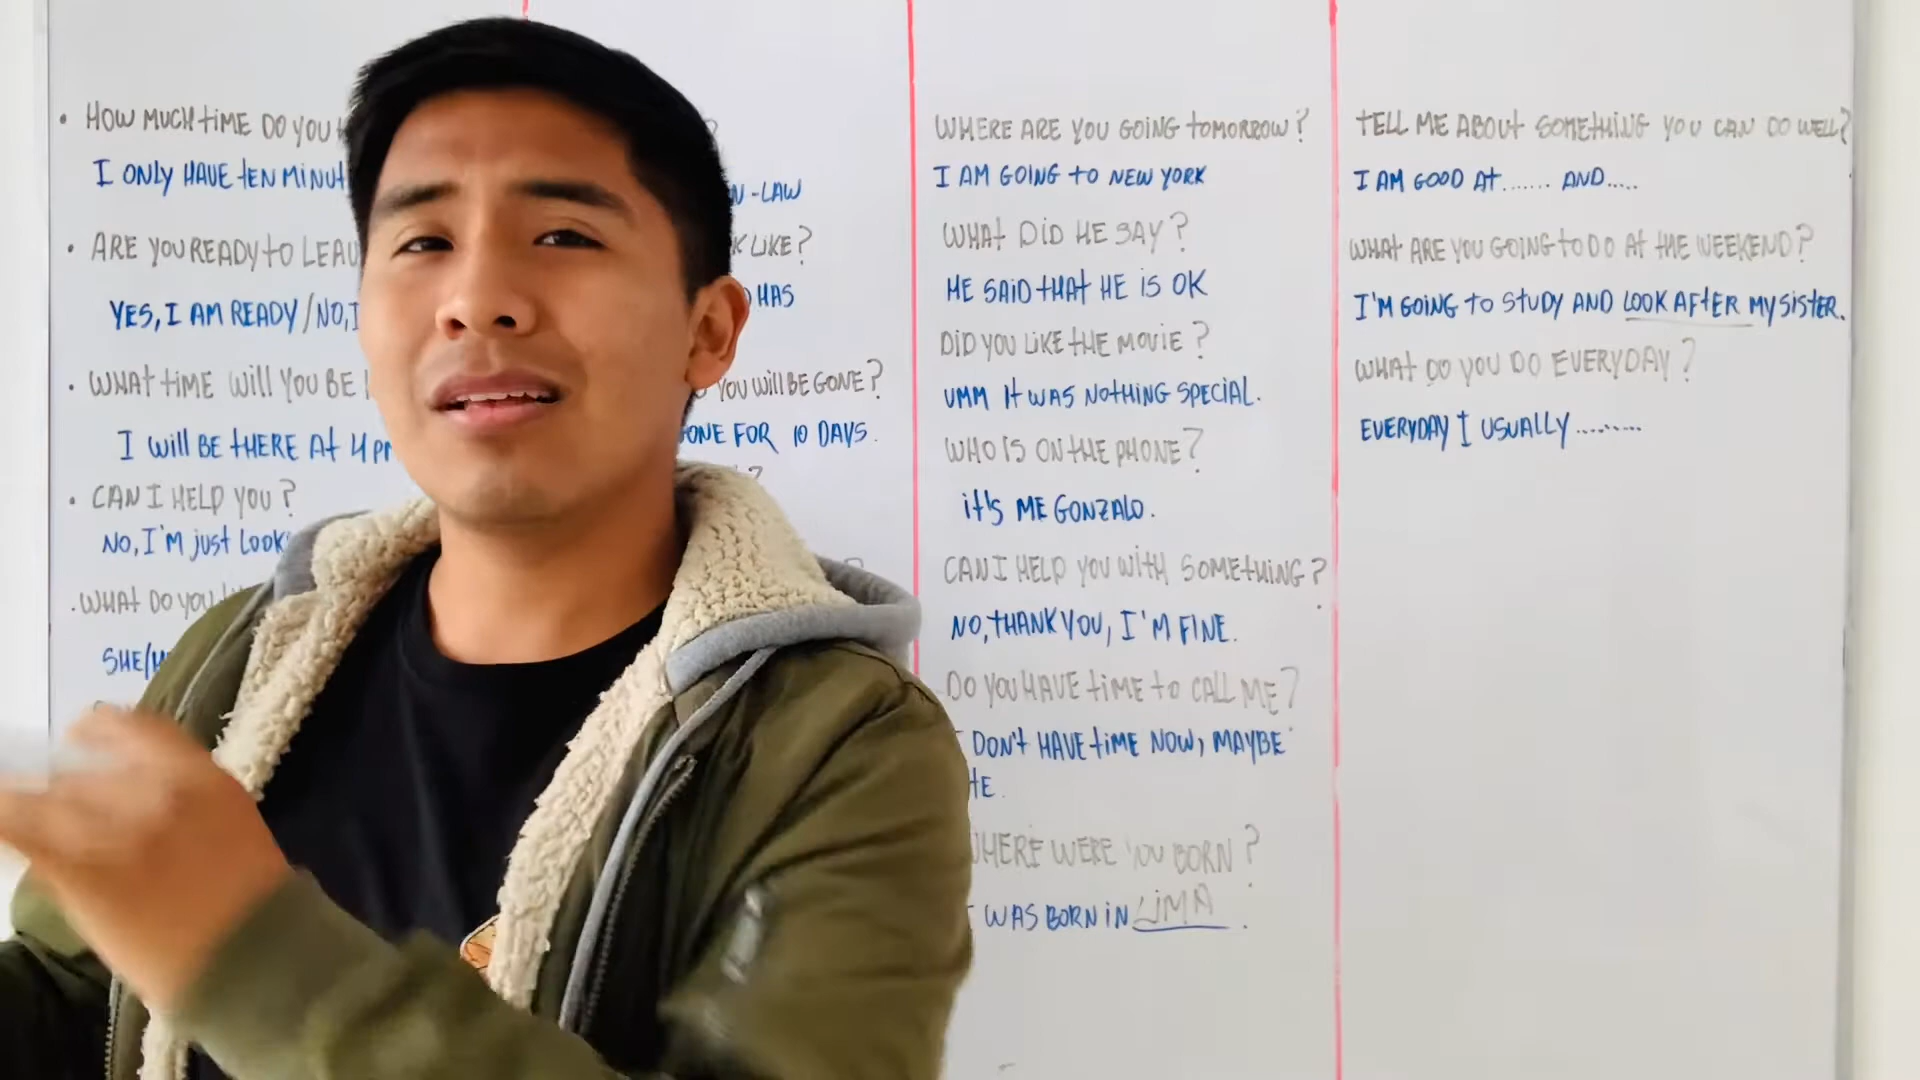 • HOW MUCH TIME DO YOU
I ONLY HAVE TEN MINUT
• ARE YOU READY TO LEAV
YES, I AM READY / NO, I
• WHAT TIME WILL YOU BE
I WILL BE THERE AT 4 PM
• CAN I HELP YOU?
NO, I'M JUST LOOK
. WHAT DO YOU
SHE/H
?
N-LAW
K LIKE?
HAS
YOU WILL BE GONE?
ONE FOR 10 DAYS.
?
WHERE ARE YOU GOING TOMORROW?
I AM GOING TO NEW YORK
WHAT DID HE SAY?
HE SAID THAT HE IS OK
DID YOU LIKE THE MOVIE?
UMM IT WAS NOTHING SPECIAL.
WHO IS ON THE PHONE?
IT'S ME GONZALO.
CAN I HELP YOU WITH SOMETHING?
NO, THANK YOU, I'M FINE.
DO YOU HAVE TIME TO CALL ME?
I DON'T HAVE TIME NOW, MAYBE
TE.
WHERE WERE YOU BORN?
I WAS BORN IN LIMA.
TELL ME ABOUT SOMETHING YOU CAN DO WELL?
I AM GOOD AT....... AND.....
WHAT ARE YOU GOING TO DO AT THE WEEKEND?
I'M GOING TO STUDY AND LOOK AFTER MY SISTER.
WHAT DO YOU DO EVERYDAY?
EVERYDAY I USUALLY.........